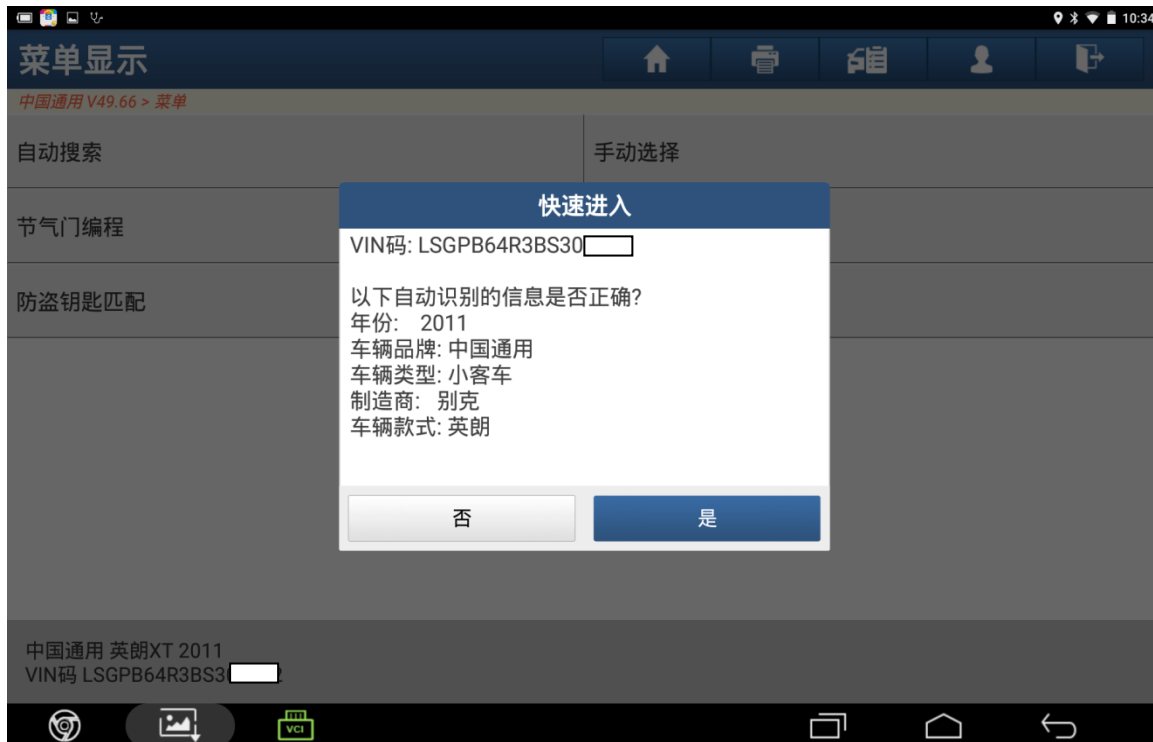 10:34
菜单显示
中国通用 V49.66 > 菜单
自动搜索
手动选择
节气门编程
防盗钥匙匹配
快速进入
VIN码: LSGPB64R3BS30
以下自动识别的信息是否正确?
年份: 2011
车辆品牌: 中国通用
车辆类型: 小客车
制造商: 别克
车辆款式: 英朗
否
是
中国通用 英朗XT 2011
VIN码 LSGPB64R3BS3
VCI